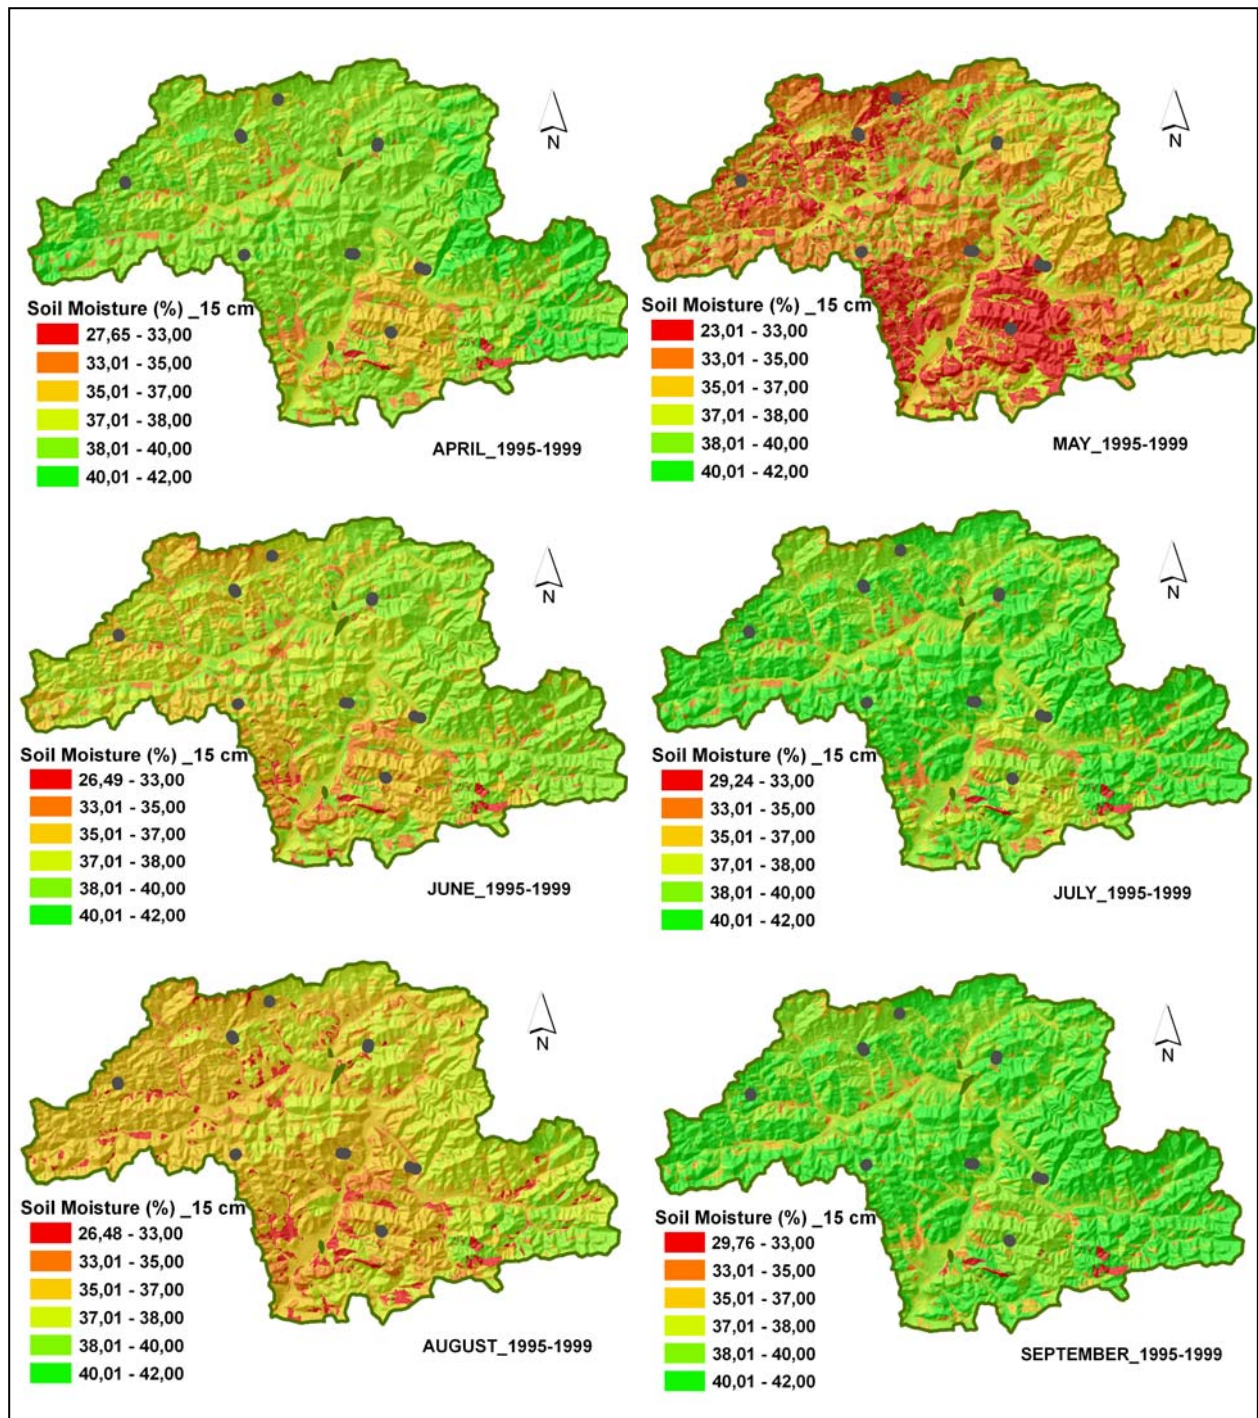 N
Soil Moisture (%) _15 cm
27,65 - 33,00
33,01 - 35,00
35,01 - 37,00
37,01 - 38,00
38,01 - 40,00
40,01 - 42,00
APRIL_1995-1999
N
Soil Moisture (%) _15 cm
23,01 - 33,00
33,01 - 35,00
35,01 - 37,00
37,01 - 38,00
38,01 - 40,00
40,01 - 42,00
MAY_1995-1999
N
Soil Moisture (%) _15 cm
26,49 - 33,00
33,01 - 35,00
35,01 - 37,00
37,01 - 38,00
38,01 - 40,00
40,01 - 42,00
JUNE_1995-1999
N
Soil Moisture (%) _15 cm
29,24 - 33,00
33,01 - 35,00
35,01 - 37,00
37,01 - 38,00
38,01 - 40,00
40,01 - 42,00
JULY_1995-1999
N
Soil Moisture (%) _15 cm
26,48 - 33,00
33,01 - 35,00
35,01 - 37,00
37,01 - 38,00
38,01 - 40,00
40,01 - 42,00
AUGUST_1995-1999
N
Soil Moisture (%) _15 cm
29,76 - 33,00
33,01 - 35,00
35,01 - 37,00
37,01 - 38,00
38,01 - 40,00
40,01 - 42,00
SEPTEMBER_1995-1999